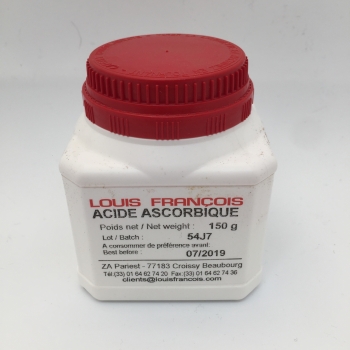 LOUIS FRANÇOIS
ACIDE ASCORBIQUE
Poids net / Net weight : 150 g
Lot / Batch : 54J7
A consommer de préférence avant
Best before : 07/2019
ZA Pariest - 77183 Croissy Beaubourg
Tél.(33) 01 64 62 74 20 Fax:(33) 01 64 62 74 36
clients@louisfrancois.com